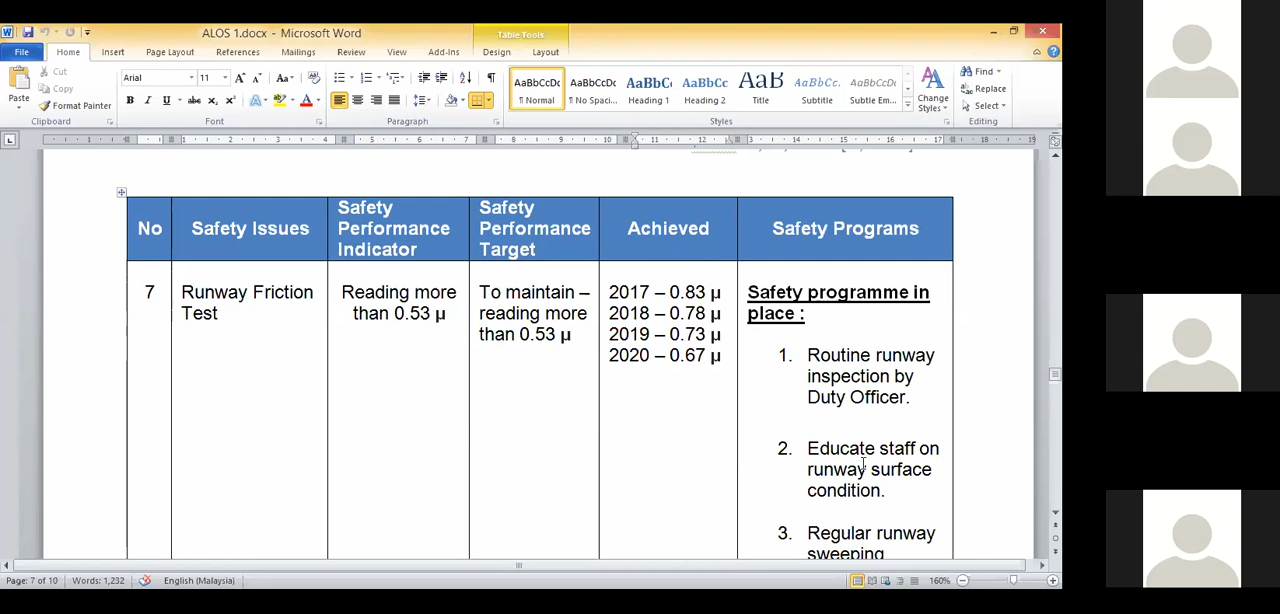 ALOS 1.docx - Microsoft Word
Table Tools
File Home Insert Page Layout References Mailings Review View Add-Ins Design Layout
Paste
Cut
Copy
Format Painter
Clipboard
Arial 11
Font
Paragraph
AaBbCcDc AaBbCcDc AaBbC AaBbCc AaB AaBbCc. AaBbCcDc
¶ Normal ¶ No Spaci... Heading 1 Heading 2 Title Subtitle Subtle Em...
Change
Styles
Styles
Find
Replace
Select
Editing
No
Safety Issues
Safety
Performance
Indicator
Safety
Performance
Target
Achieved
Safety Programs
7
Runway Friction
Test
Reading more
than 0.53 µ
To maintain –
reading more
than 0.53 µ
2017 – 0.83 µ
2018 – 0.78 µ
2019 – 0.73 µ
2020 – 0.67 µ
Safety programme in
place :
1. Routine runway
inspection by
Duty Officer.
2. Educate staff on
runway surface
condition.
3. Regular runway
sweeping
Page: 7 of 10 Words: 1,232 English (Malaysia) 160%